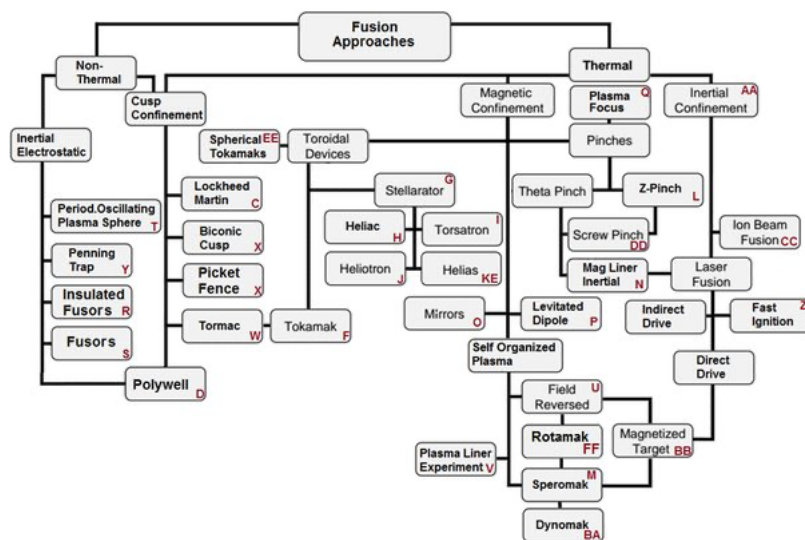 Fusion
Approaches
Non-
Thermal
Thermal
Cusp
Confinement
Magnetic
Confinement
Plasma
Focus
Q
Inertial
Confinement
AA
Inertial
Electrostatic
Spherical
Tokamaks
EE
Toroidal
Devices
Pinches
Lockheed
Martin
C
Stellarator
G
Theta Pinch
Z-Pinch
L
Period.Oscillating
Plasma Sphere
T
Biconic
Cusp
X
Heliac
H
Torsatron
I
Screw Pinch
DD
Ion Beam
Fusion
CC
Penning
Trap
Y
Picket
Fence
X
Heliotron
J
Helias
KE
Mag Liner
Inertial
N
Laser
Fusion
Insulated
Fusors
R
Tormac
W
Tokamak
F
Mirrors
O
Levitated
Dipole
P
Indirect
Drive
Fast
Ignition
Z
Fusors
S
Self Organized
Plasma
Direct
Drive
Polywell
D
Field
Reversed
U
Rotamak
FF
Magnetized
Target
BB
Plasma Liner
Experiment
V
Speromak
M
Dynomak
BA